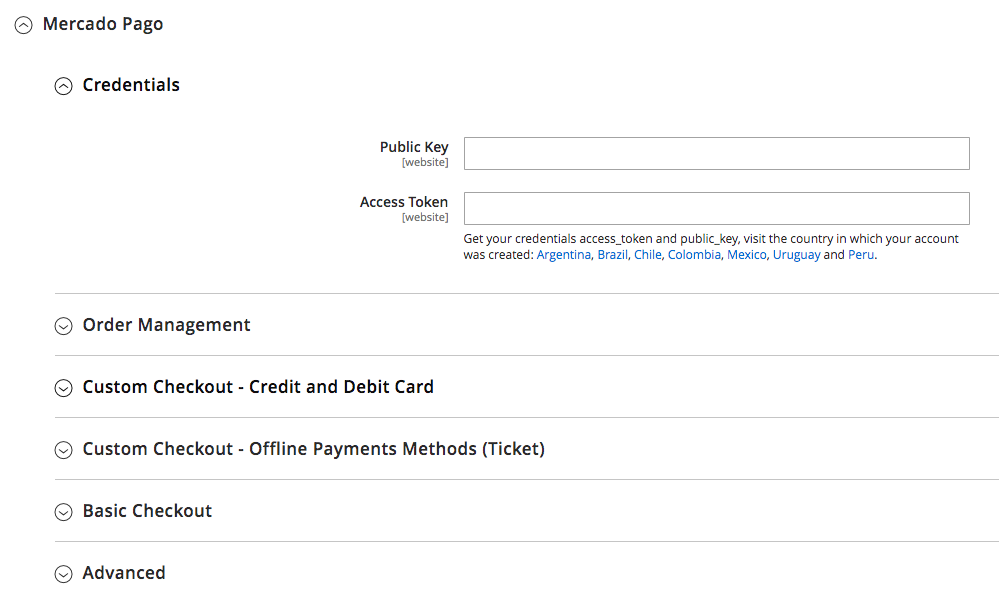 Mercado Pago
Credentials
Public Key
[website]
Access Token
[website]
Get your credentials access_token and public_key, visit the country in which your account
was created: Argentina, Brazil, Chile, Colombia, Mexico, Uruguay and Peru.
Order Management
Custom Checkout - Credit and Debit Card
Custom Checkout - Offline Payments Methods (Ticket)
Basic Checkout
Advanced